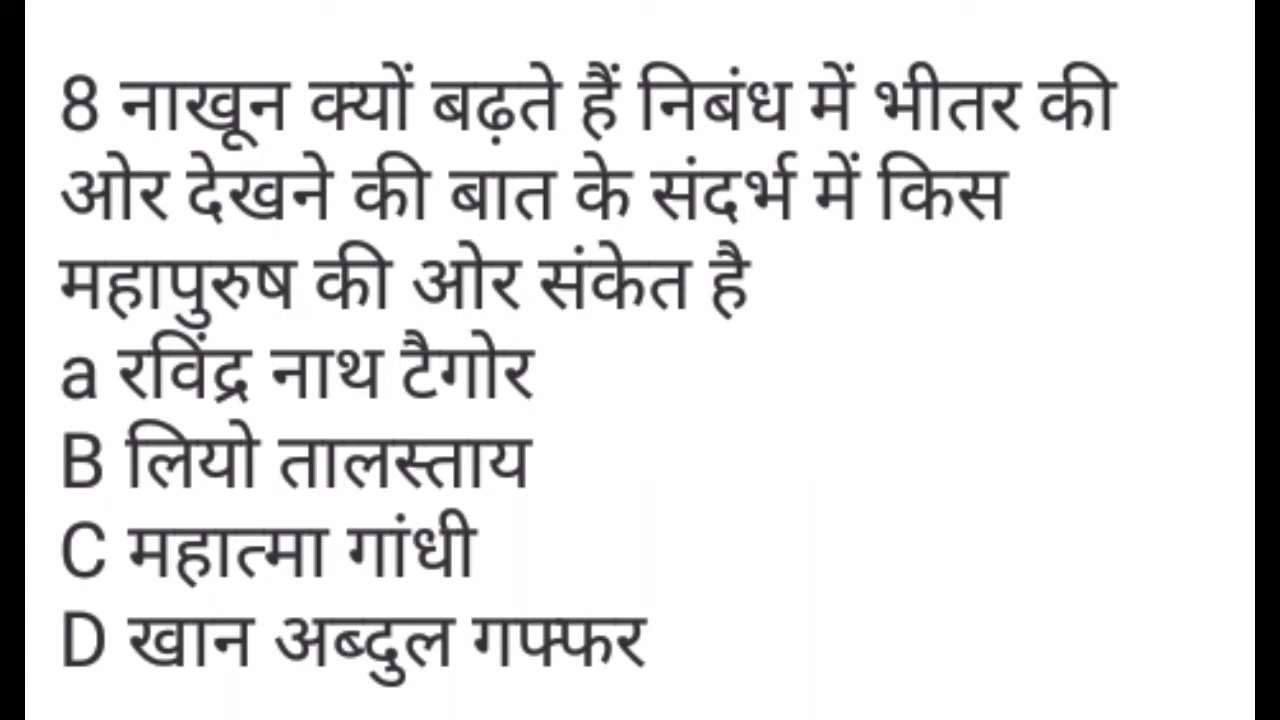 8 नाखून क्यों बढ़ते हैं निबंध में भीतर की
ओर देखने की बात के संदर्भ में किस
महापुरुष की ओर संकेत है
a रविंद्र नाथ टैगोर
B लियो तालस्ताय
C महात्मा गांधी
D खान अब्दुल गफ्फर